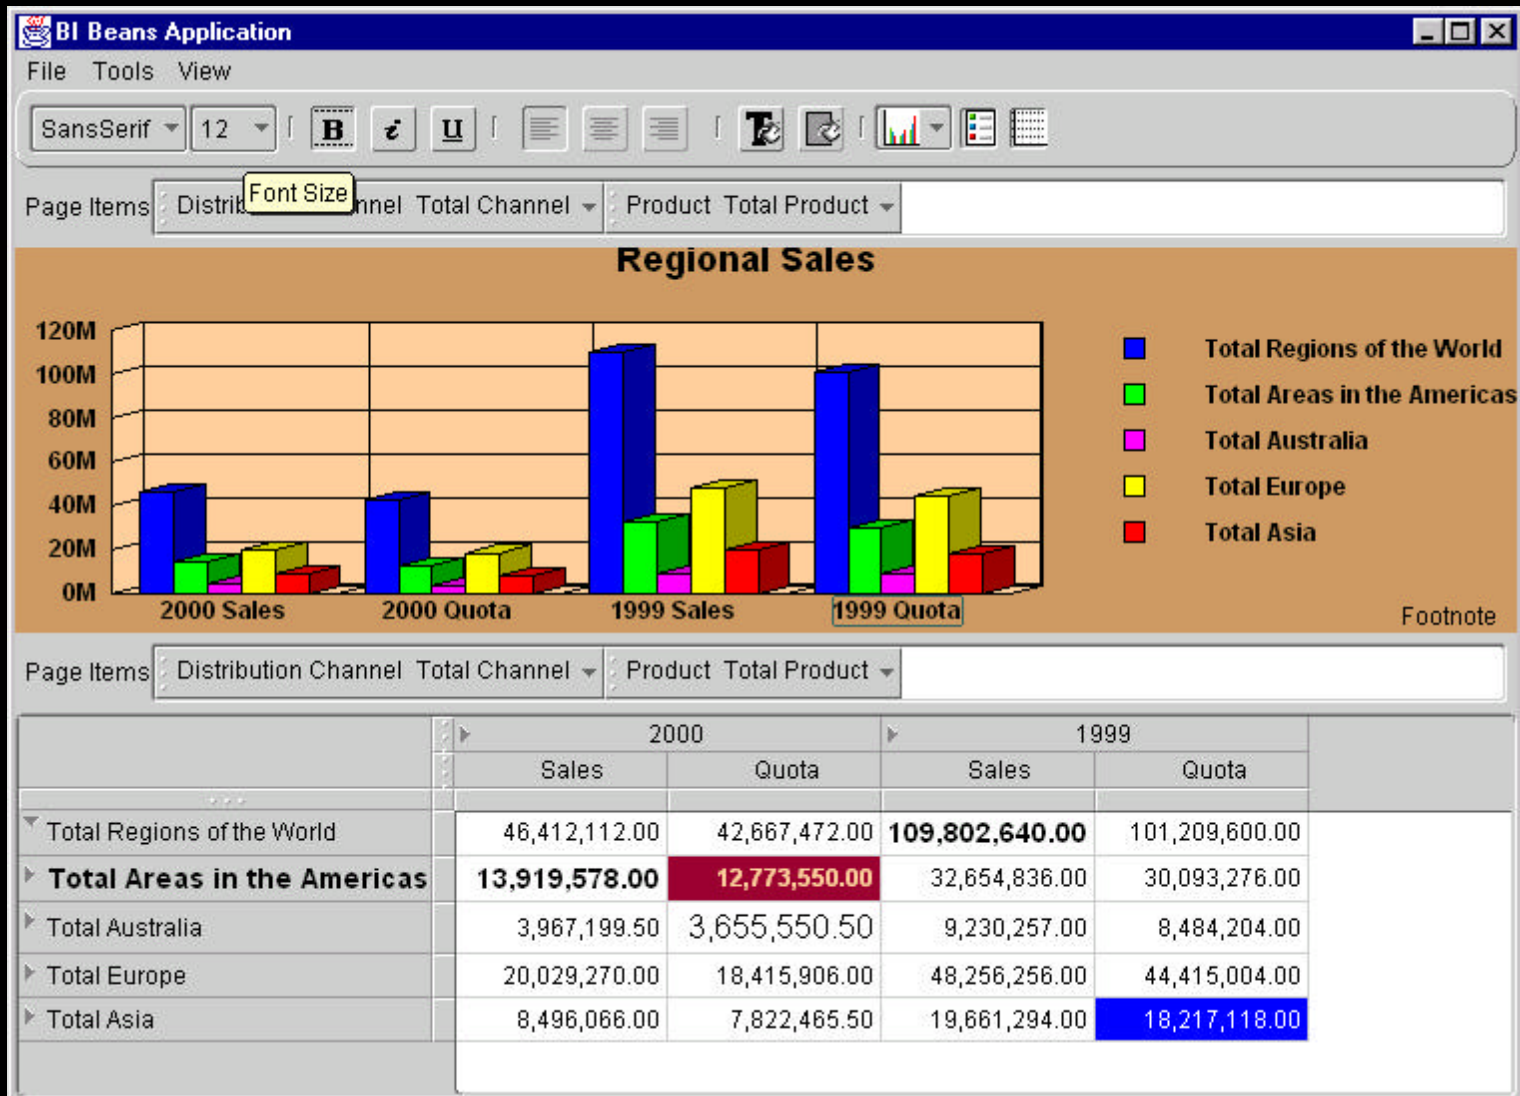 BI Beans Application
File Tools View
SansSerif 12 B i U
Font Size
Page Items Distrib nnel Total Channel Product Total Product
Regional Sales
120M
100M
80M
60M
40M
20M
0M
2000 Sales 2000 Quota 1999 Sales 1999 Quota
Total Regions of the World
Total Areas in the Americas
Total Australia
Total Europe
Total Asia
Footnote
Page Items Distribution Channel Total Channel Product Total Product
2000 1999
Sales Quota Sales Quota
Total Regions of the World 46,412,112.00 42,667,472.00 109,802,640.00 101,209,600.00
Total Areas in the Americas 13,919,578.00 12,773,550.00 32,654,836.00 30,093,276.00
Total Australia 3,967,199.50 3,655,550.50 9,230,257.00 8,484,204.00
Total Europe 20,029,270.00 18,415,906.00 48,256,256.00 44,415,004.00
Total Asia 8,496,066.00 7,822,465.50 19,661,294.00 18,217,118.00